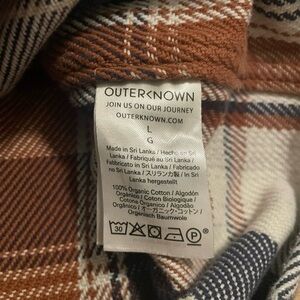 OUTERKNOWN
JOIN US ON OUR JOURNEY
OUTERKNOWN.COM
L
G
Made in Sri Lanka / Hecho en Sri
Lanka / Fabriqué au Sri Lanka /
Fabricado na Sri Lanka / Fabbricato
no Sri Lanka / スリランカ製 / In Sri
Lanka hergestellt
100% Organic Cotton / Algodón
Orgánico / Coton Biologique /
Cotone Organico / Algodão
Orgânico / オーガニック・コットン /
Organisch Baumwolle
30
P